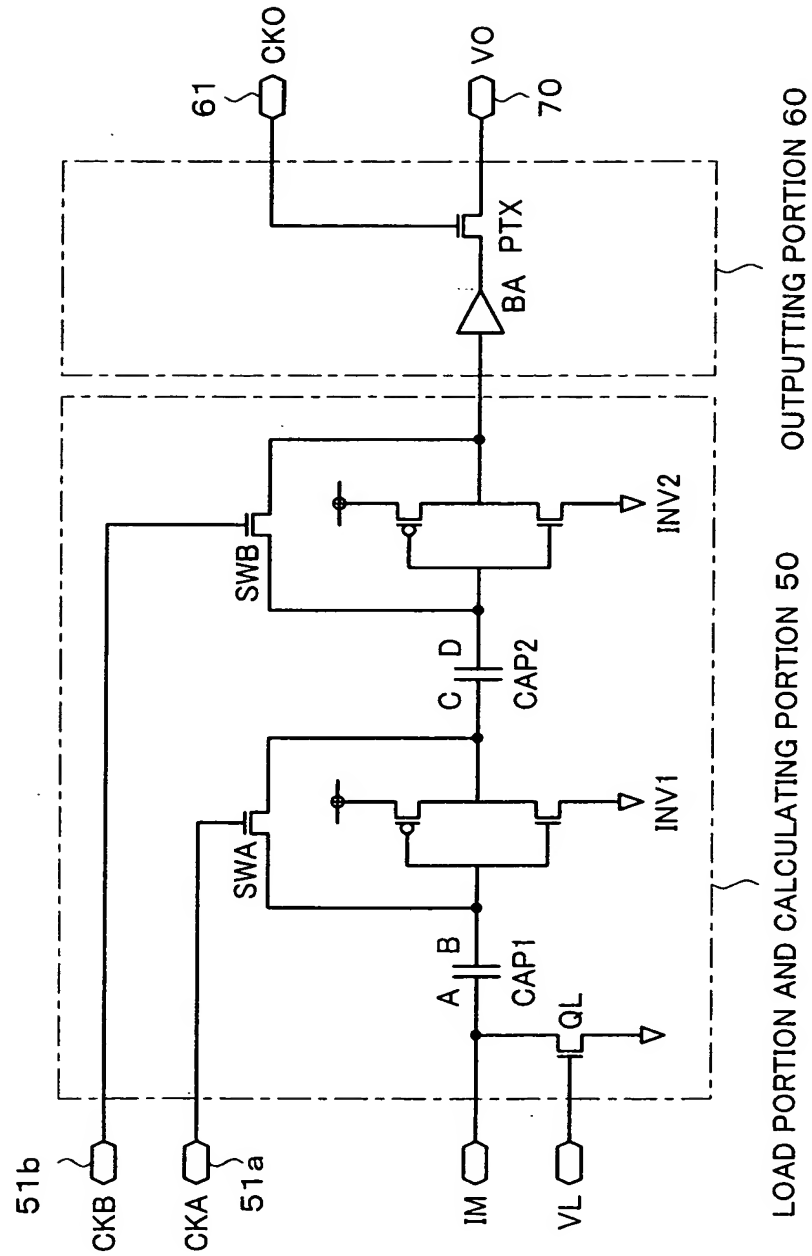 51b
CKB
CKA
51a
IM
VL
SWB
SWA
A
B
CAP1
QL
INV1
C
D
CAP2
INV2
BA
PTX
61
CKO
VO
70
LOAD PORTION AND CALCULATING PORTION 50
OUTPUTTING PORTION 60